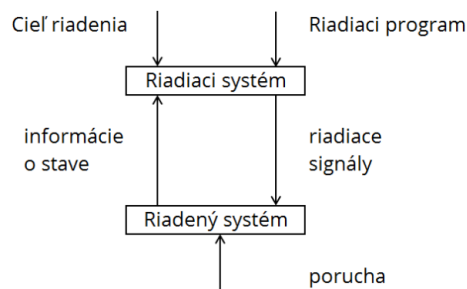 Cieľ riadenia
Riadiaci program
Riadiaci systém
informácie
o stave
riadiace
signály
Riadený systém
porucha